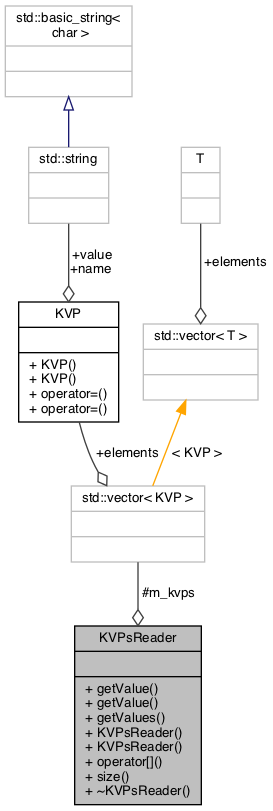 std::basic_string<
char >
std::string
T
+value
+name
+elements
KVP
+ KVP()
+ KVP()
+ operator=()
+ operator=()
std::vector< T >
+elements
< KVP >
std::vector< KVP >
#m_kvps
KVPsReader
+ getValue()
+ getValue()
+ getValues()
+ KVPsReader()
+ KVPsReader()
+ operator[]()
+ size()
+ ~KVPsReader()